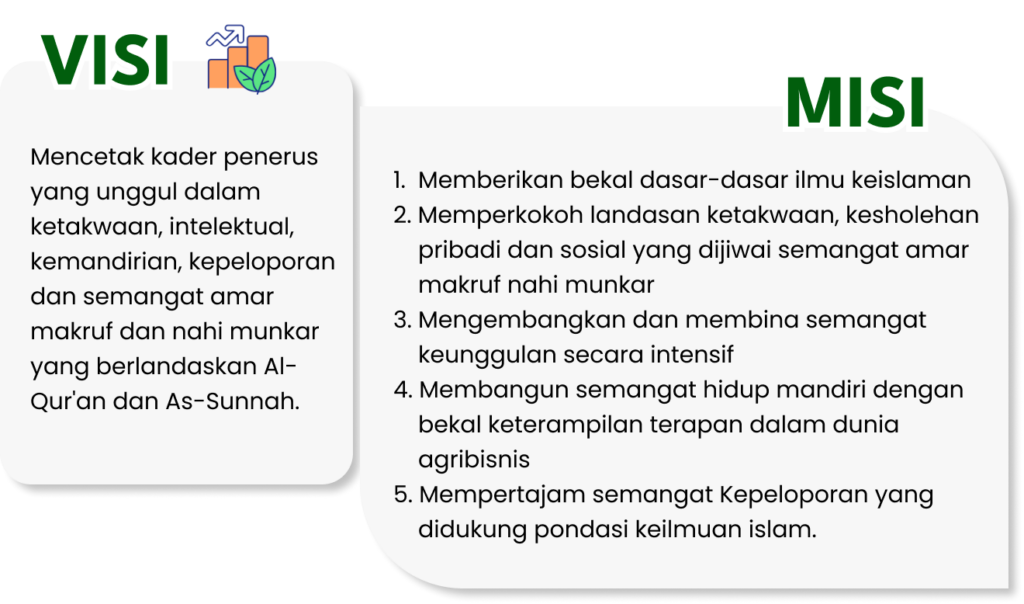 VISI
Mencetak kader penerus
yang unggul dalam
ketakwaan, intelektual,
kemandirian, kepeloporan
dan semangat amar
makruf dan nahi munkar
yang berlandaskan Al-
Qur'an dan As-Sunnah.
MISI
1. Memberikan bekal dasar-dasar ilmu keislaman
2. Memperkokoh landasan ketakwaan, kesholehan
pribadi dan sosial yang dijiwai semangat amar
makruf nahi munkar
3. Mengembangkan dan membina semangat
keunggulan secara intensif
4. Membangun semangat hidup mandiri dengan
bekal keterampilan terapan dalam dunia
agribisnis
5. Mempertajam semangat Kepeloporan yang
didukung pondasi keilmuan islam.